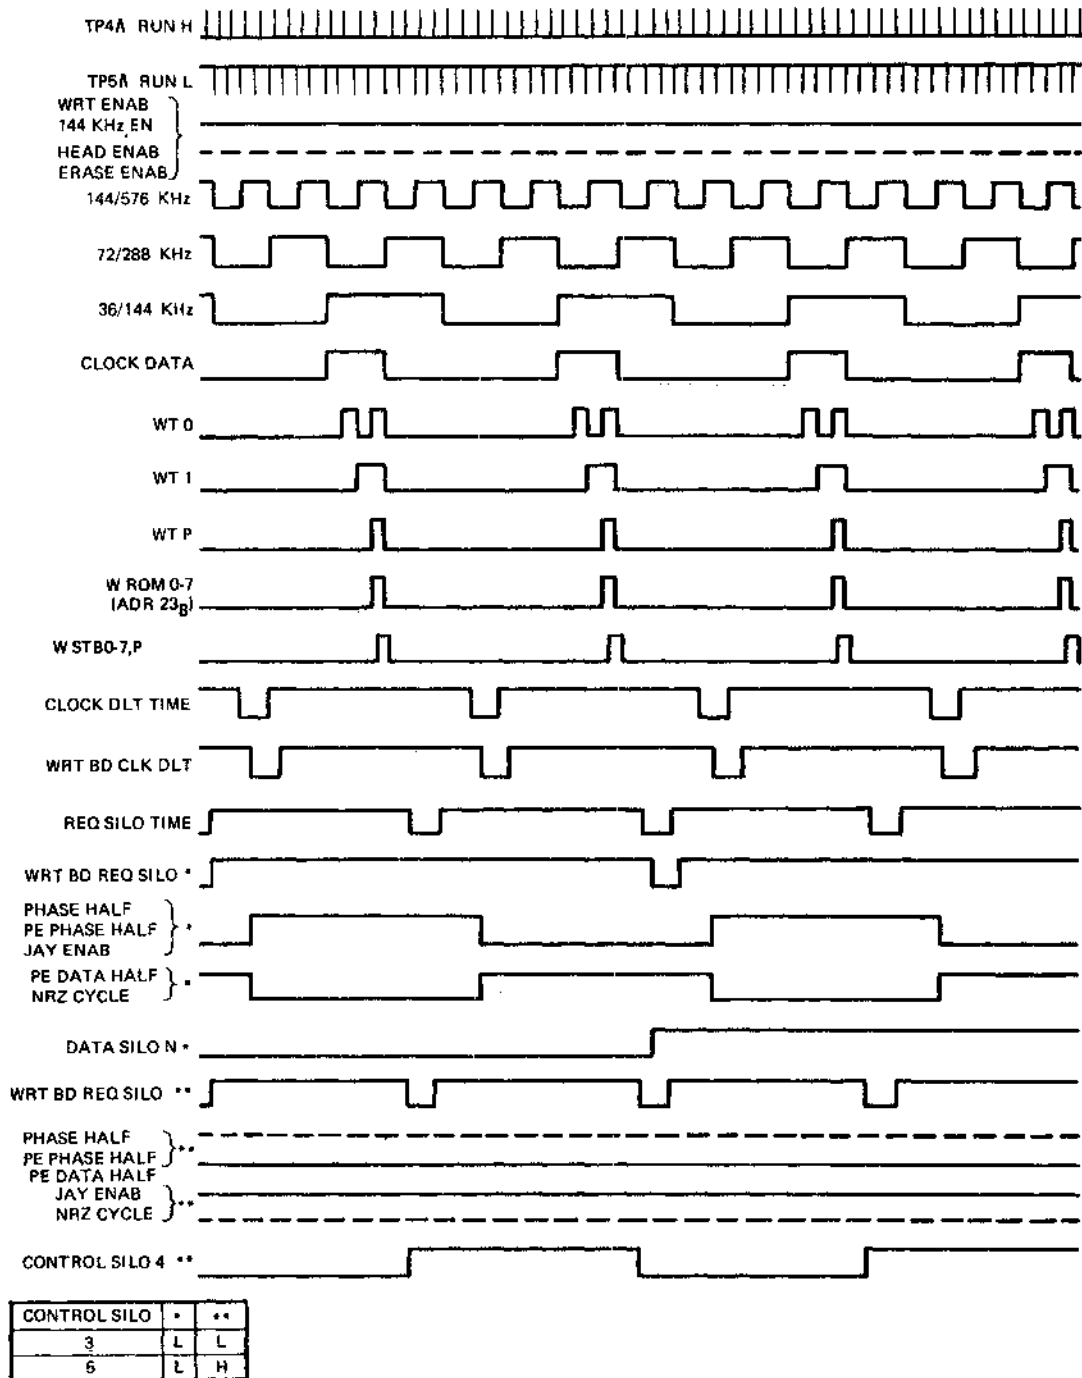 TP4A RUN H
TP5A RUN L
WRT ENAB
144 KHz EN
HEAD ENAB
ERASE ENAB
144/576 KHz
72/288 KHz
36/144 KHz
CLOCK DATA
WT 0
WT 1
WT P
W ROM 0-7
(ADR 23B)
W STB0-7,P
CLOCK DLT TIME
WRT BD CLK DLT
REQ SILO TIME
WRT BD REQ SILO *
PHASE HALF
PE PHASE HALF *
JAY ENAB
PE DATA HALF *
NRZ CYCLE
DATA SILO N *
WRT BD REQ SILO **
PHASE HALF
PE PHASE HALF **
PE DATA HALF
JAY ENAB
NRZ CYCLE **
CONTROL SILO 4 **
CONTROL SILO * **
3 L L
6 L H